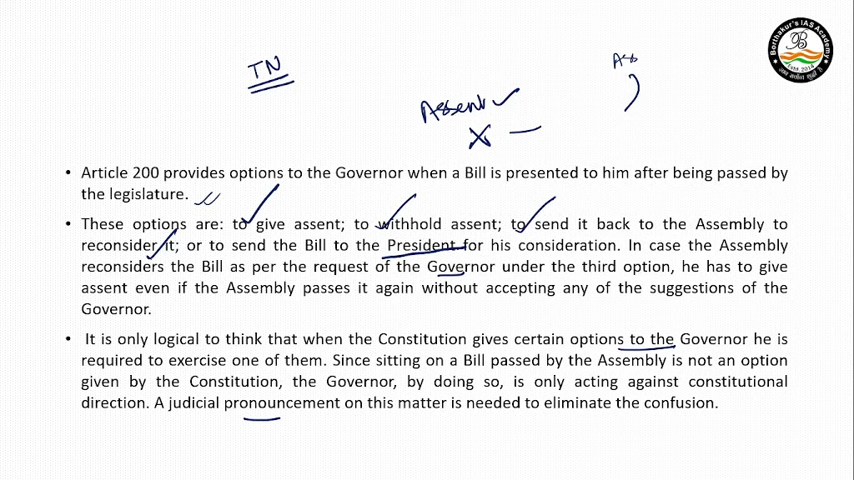 TN
Assent
Borthakur's IAS Academy
B
Estd. 2014
• Article 200 provides options to the Governor when a Bill is presented to him after being passed by
the legislature.
• These options are: to give assent; to withhold assent; to send it back to the Assembly to
reconsider it; or to send the Bill to the President for his consideration. In case the Assembly
reconsiders the Bill as per the request of the Governor under the third option, he has to give
assent even if the Assembly passes it again without accepting any of the suggestions of the
Governor.
• It is only logical to think that when the Constitution gives certain options to the Governor he is
required to exercise one of them. Since sitting on a Bill passed by the Assembly is not an option
given by the Constitution, the Governor, by doing so, is only acting against constitutional
direction. A judicial pronouncement on this matter is needed to eliminate the confusion.